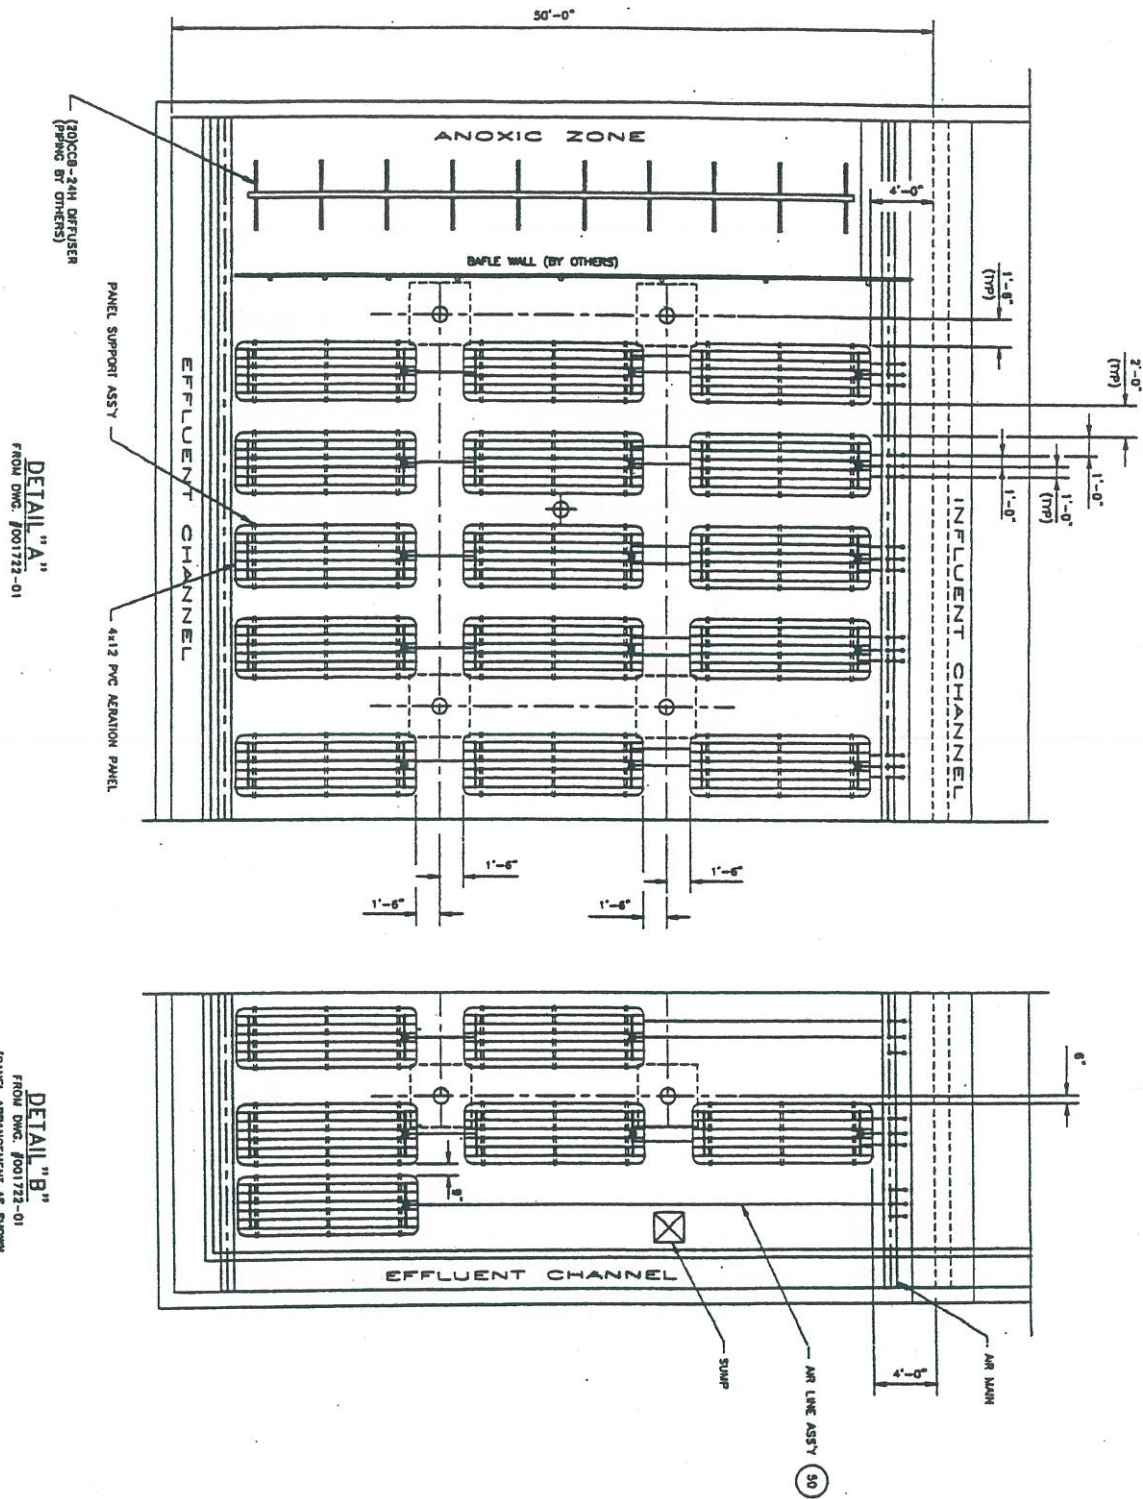 50'-0"
ANOXIC ZONE
4'-0"
(20)CCB-24H DIFFUSER
(PIPING BY OTHERS)
BAFLE WALL (BY OTHERS)
1'-6"
(TYP)
2'-0"
(TYP)
1'-0"
1'-0"
(TYP)
1'-0"
PANEL SUPPORT ASS'Y
EFFLUENT CHANNEL
INFLUENT CHANNEL
DETAIL "A"
FROM DWG. #001722-01
4x12 PVC AERATION PANEL
1'-6"
1'-6"
1'-6"
1'-6"
6"
DETAIL "B"
FROM DWG. #001722-01
EFFLUENT CHANNEL
SUMP
AIR LINE ASS'Y
50
AIR MAIN
4'-0"